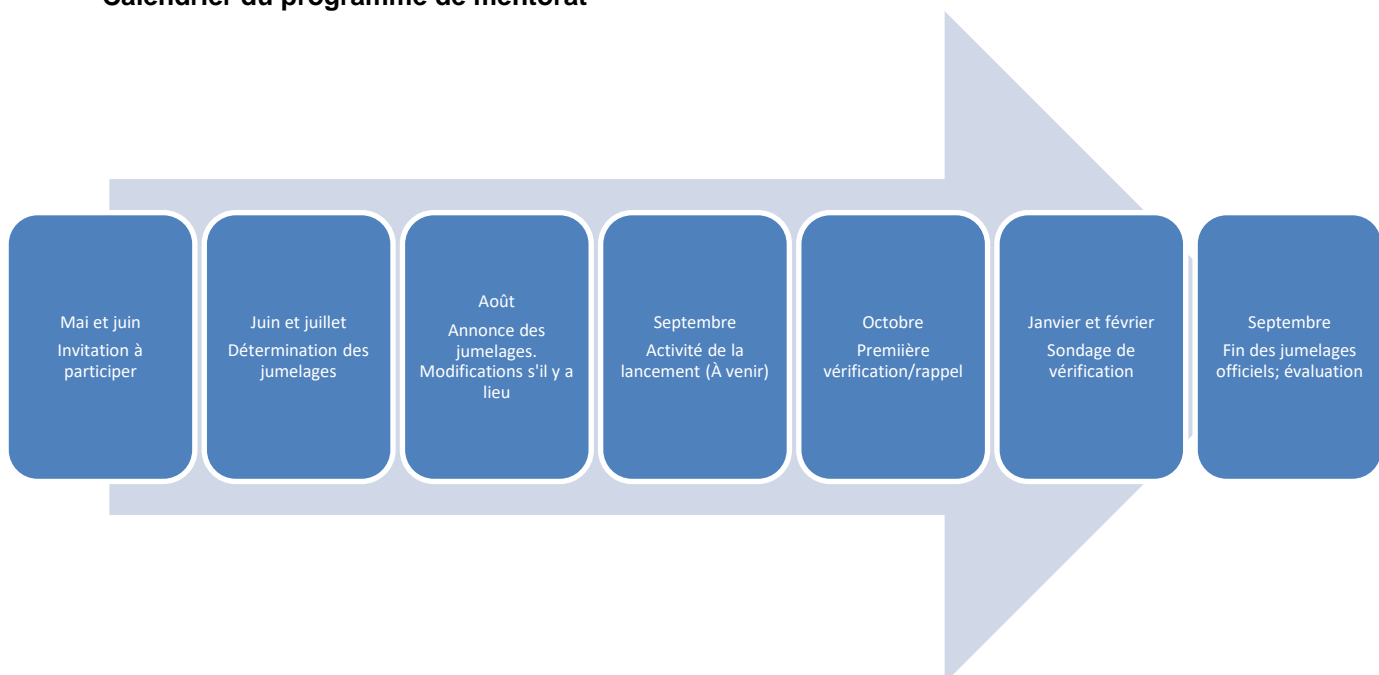 Calendrier du programme de mentorat
Mai et juin
Invitation à
participer
Juin et juillet
Détermination des
jumelages
Août
Annonce des
jumelages.
Modifications s'il y a
lieu
Septembre
Activité de la
lancement (À venir)
Octobre
Premiière
vérification/rappel
Janvier et février
Sondage de
vérification
Septembre
Fin des jumelages
officiels; évaluation